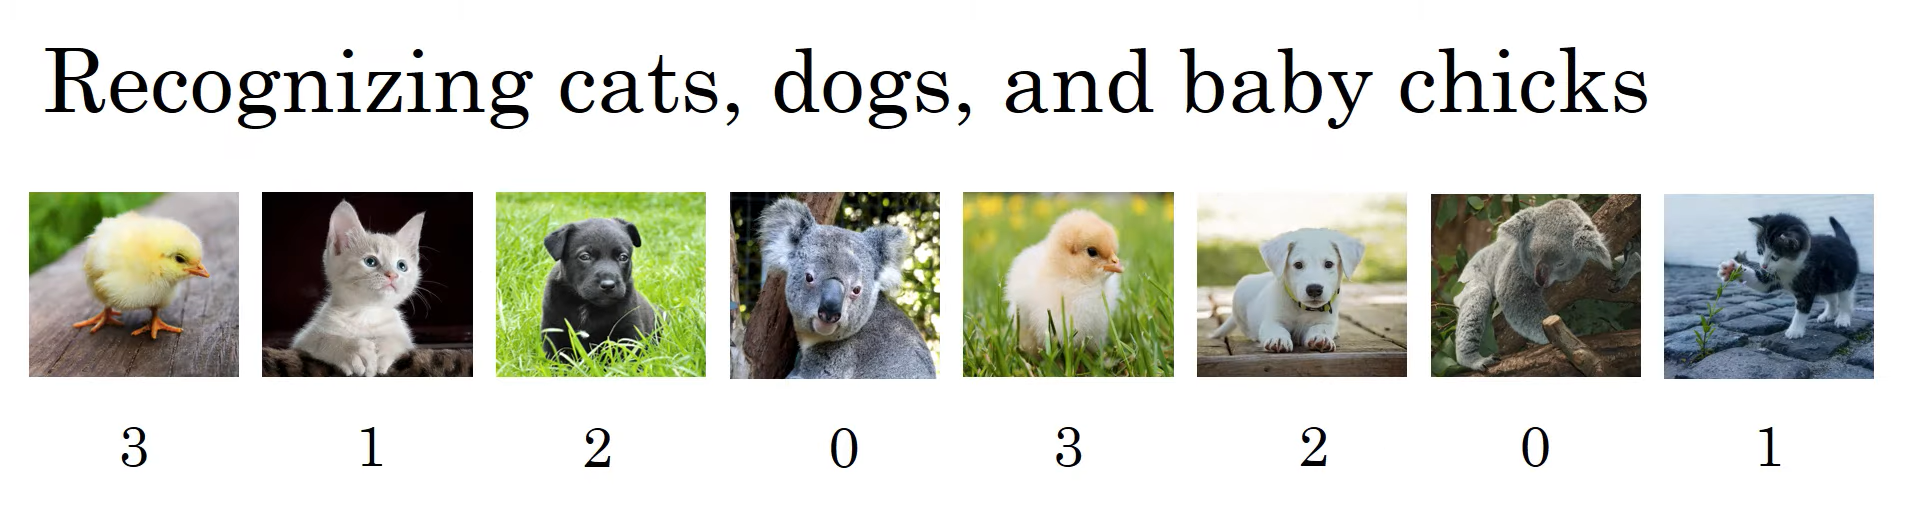 Recognizing cats, dogs, and baby chicks
3 1 2 0 3 2 0 1